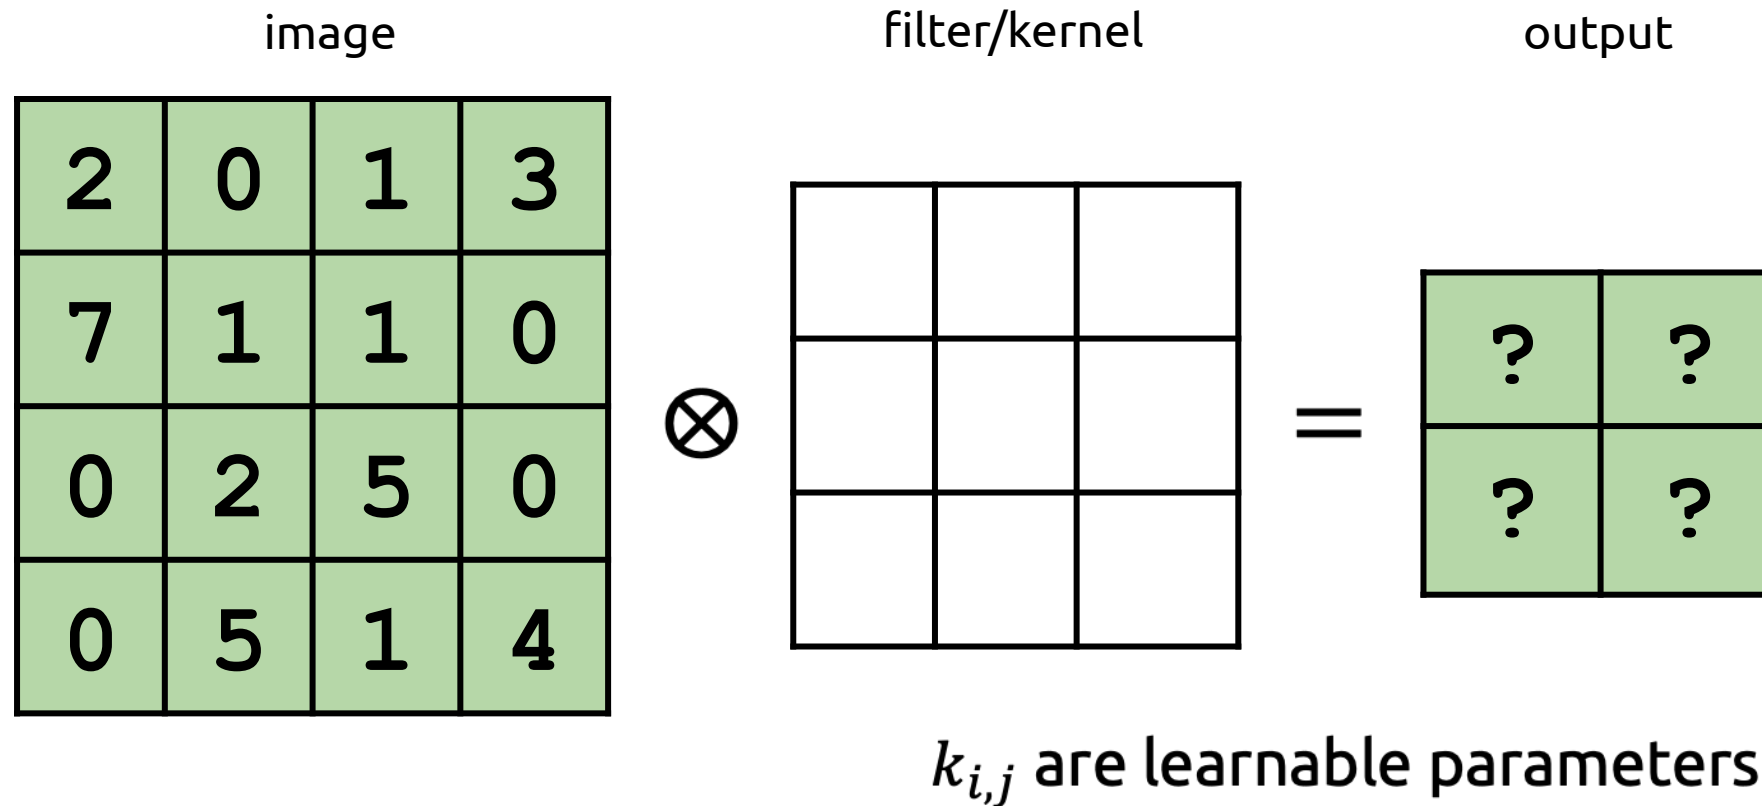 image filter/kernel output
2 0 1 3
7 1 1 0
? ?
⊗ =
0 2 5 0
? ?
0 5 1 4
k_{i,j} are learnable parameters